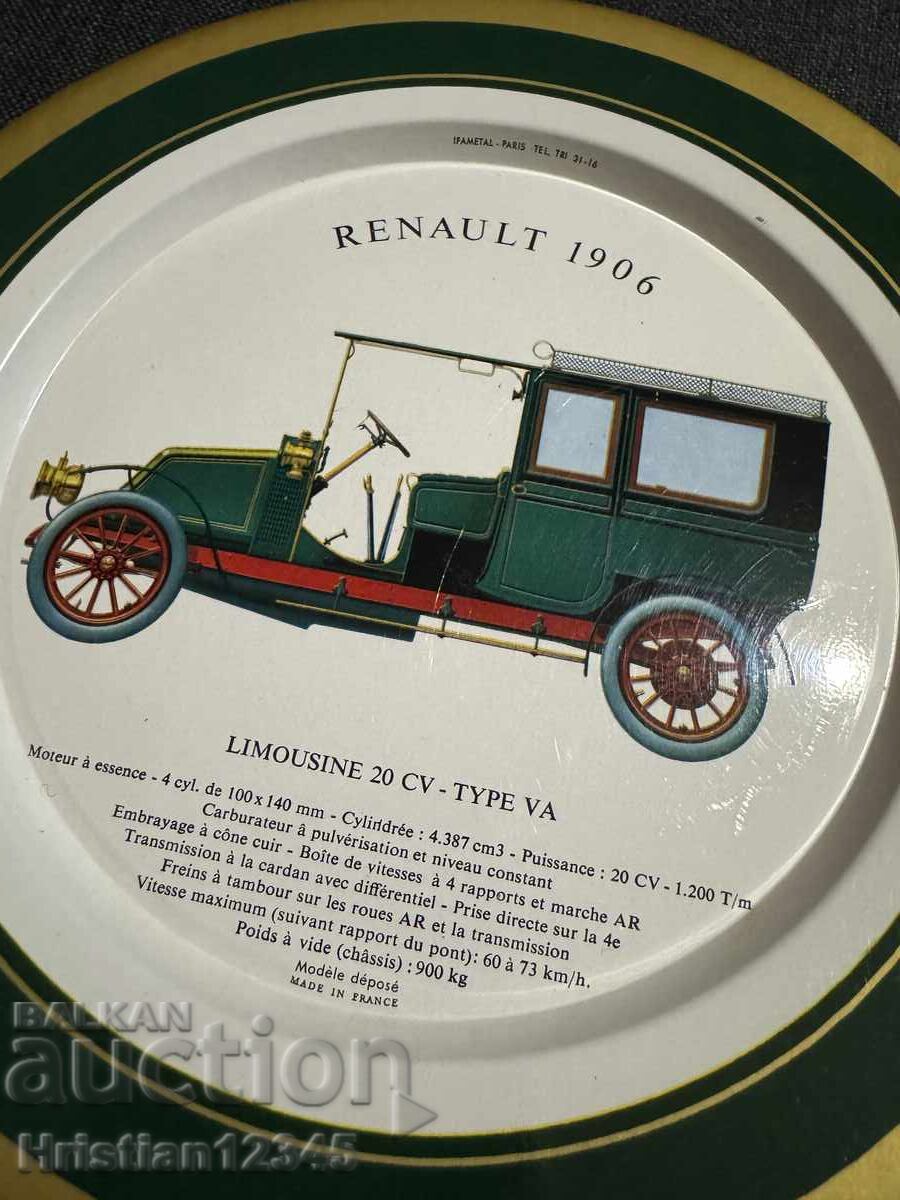 IPAMETAL - PARIS TEL, TRI 31-16
RENAULT 1906
LIMOUSINE 20 CV - TYPE VA
Moteur à essence - 4 cyl. de 100 x 140 mm - Cylindrée : 4.387 cm3 - Puissance : 20 CV - 1.200 T/m
Carburateur à pulvérisation et niveau constant
Embrayage à cône cuir - Boîte de vitesses à 4 rapports et marche AR
Transmission à la cardan avec différentiel - Prise directe sur la 4e
Freins à tambour sur les roues AR et la transmission
Vitesse maximum (suivant rapport du pont) : 60 à 73 km/h.
Poids à vide (châssis) : 900 kg
Modèle déposé
MADE IN FRANCE
BALKAN
auction
Hristian12345